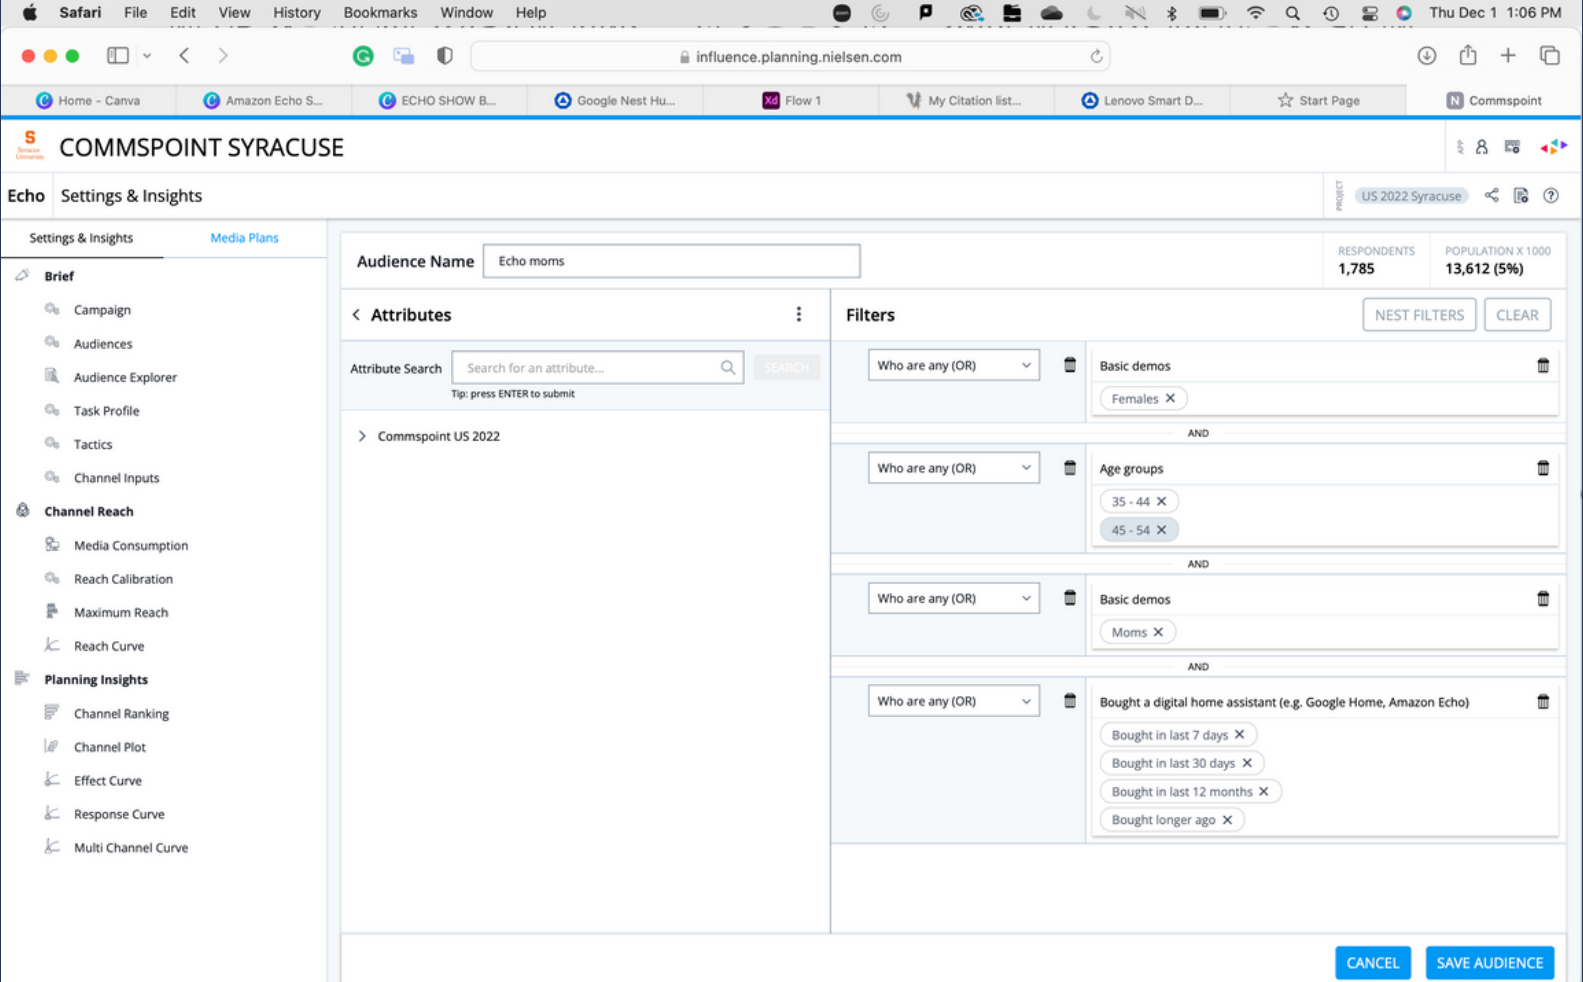 Safari File Edit View History Bookmarks Window Help Thu Dec 1 1:06 PM
influence.planning.nielsen.com
Home - Canva Amazon Echo S... ECHO SHOW B... Google Nest Hu... Xd Flow 1 My Citation list... Lenovo Smart D... Start Page N Commspoint
S
Syracuse
University
COMMSPOINT SYRACUSE
APP
Echo Settings & Insights
PROJECT
US 2022 Syracuse
Settings & Insights Media Plans
Brief
Campaign
Audiences
Audience Explorer
Task Profile
Tactics
Channel Inputs
Channel Reach
Media Consumption
Reach Calibration
Maximum Reach
Reach Curve
Planning Insights
Channel Ranking
Channel Plot
Effect Curve
Response Curve
Multi Channel Curve
Audience Name Echo moms
RESPONDENTS
1,785
POPULATION X 1000
13,612 (5%)
Attributes
Attribute Search Search for an attribute... SEARCH
Tip: press ENTER to submit
Commspoint US 2022
Filters NEST FILTERS CLEAR
Who are any (OR) Basic demos
Females
AND
Who are any (OR) Age groups
35 - 44
45 - 54
AND
Who are any (OR) Basic demos
Moms
AND
Who are any (OR) Bought a digital home assistant (e.g. Google Home, Amazon Echo)
Bought in last 7 days
Bought in last 30 days
Bought in last 12 months
Bought longer ago
CANCEL SAVE AUDIENCE